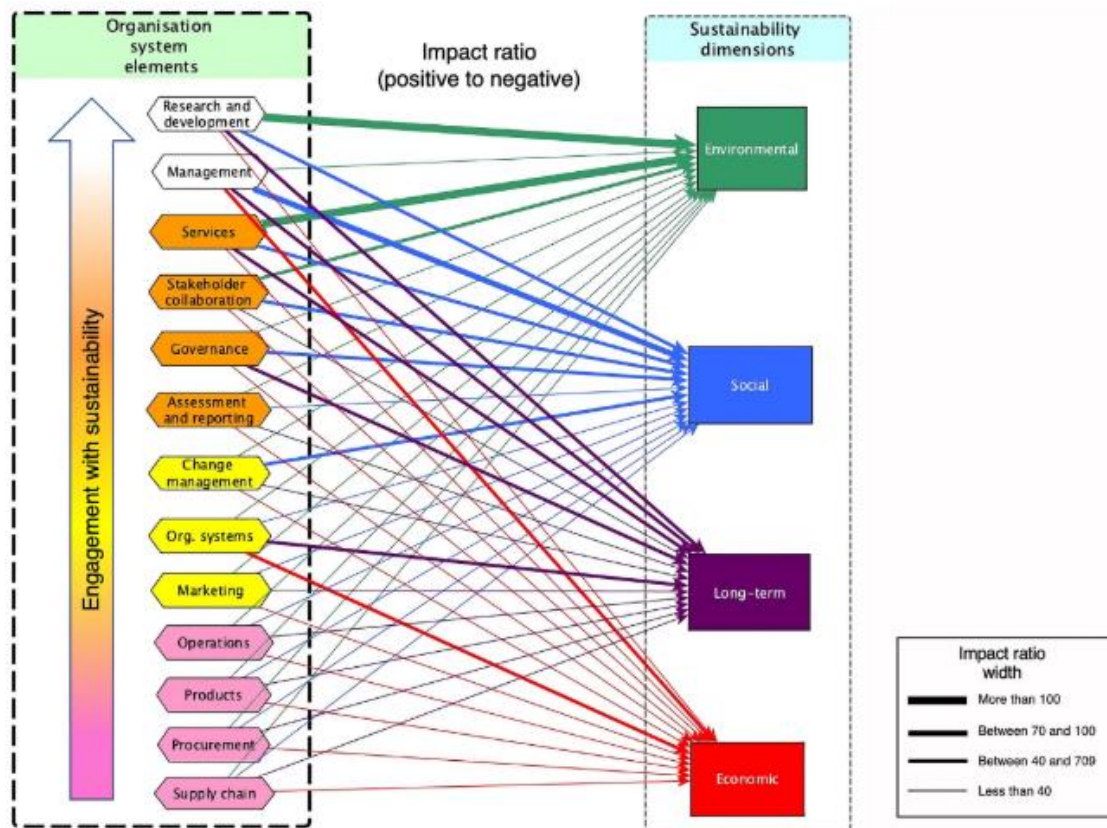 Organisation
system
elements
Impact ratio
(positive to negative)
Sustainability
dimensions
Engagement with sustainability
Research and
development
Management
Services
Stakeholder
collaboration
Governance
Assessment
and reporting
Change
management
Org. systems
Marketing
Operations
Products
Procurement
Supply chain
Environmental
Social
Long-term
Economic
Impact ratio
width
More than 100
Between 70 and 100
Between 40 and 709
Less than 40